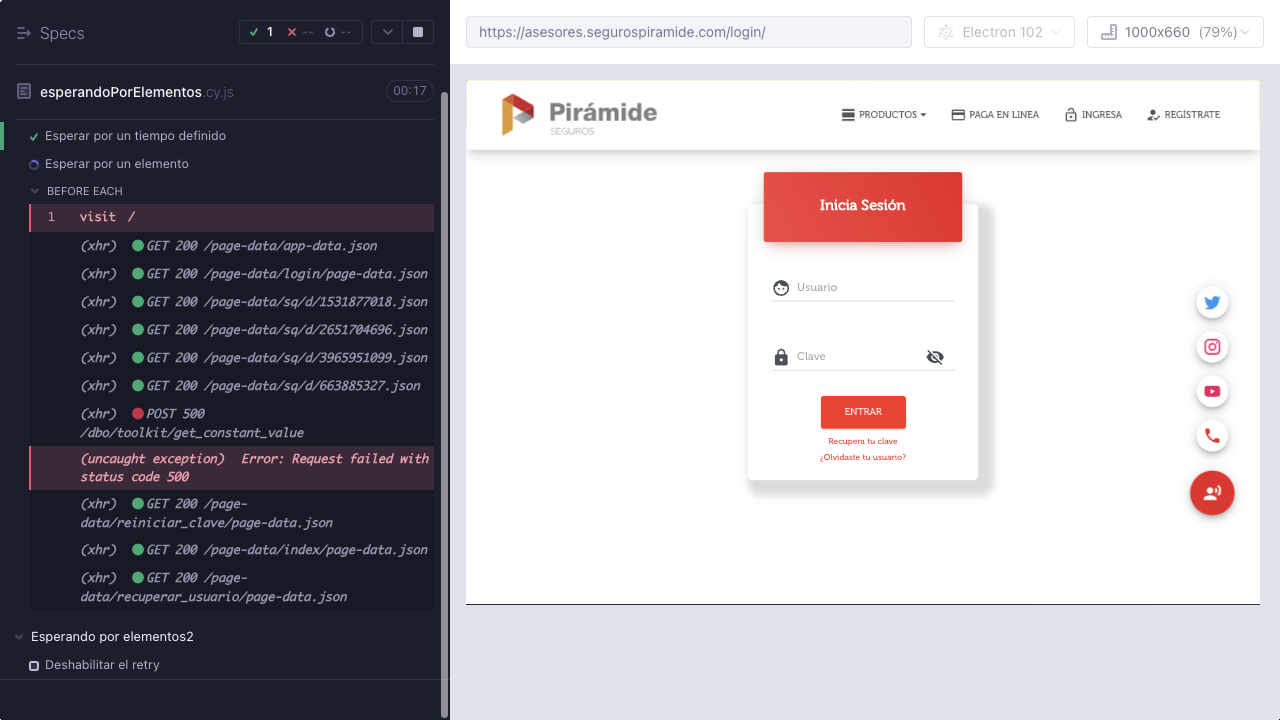 Specs
1
--
--
esperandoPorElementos.cy.js
00:17
Esperar por un tiempo definido
Esperar por un elemento
BEFORE EACH
1 visit /
(xhr) GET 200 /page-data/app-data.json
(xhr) GET 200 /page-data/login/page-data.json
(xhr) GET 200 /page-data/sq/d/1531877018.json
(xhr) GET 200 /page-data/sq/d/2651704696.json
(xhr) GET 200 /page-data/sq/d/3965951099.json
(xhr) GET 200 /page-data/sq/d/663885327.json
(xhr) POST 500
/dbo/toolkit/get_constant_value
(uncaught exception) Error: Request failed with
status code 500
(xhr) GET 200 /page-
data/reiniciar_clave/page-data.json
(xhr) GET 200 /page-data/index/page-data.json
(xhr) GET 200 /page-
data/recuperar_usuario/page-data.json
Esperando por elementos2
Deshabilitar el retry
https://asesores.segurospiramide.com/login/
Electron 102
1000x660 (79%)
Pirámide
SEGUROS
PRODUCTOS
PAGA EN LINEA
INGRESA
REGÍSTRATE
Inicia Sesión
Usuario
Clave
ENTRAR
Recupera tu clave
¿Olvidaste tu usuario?